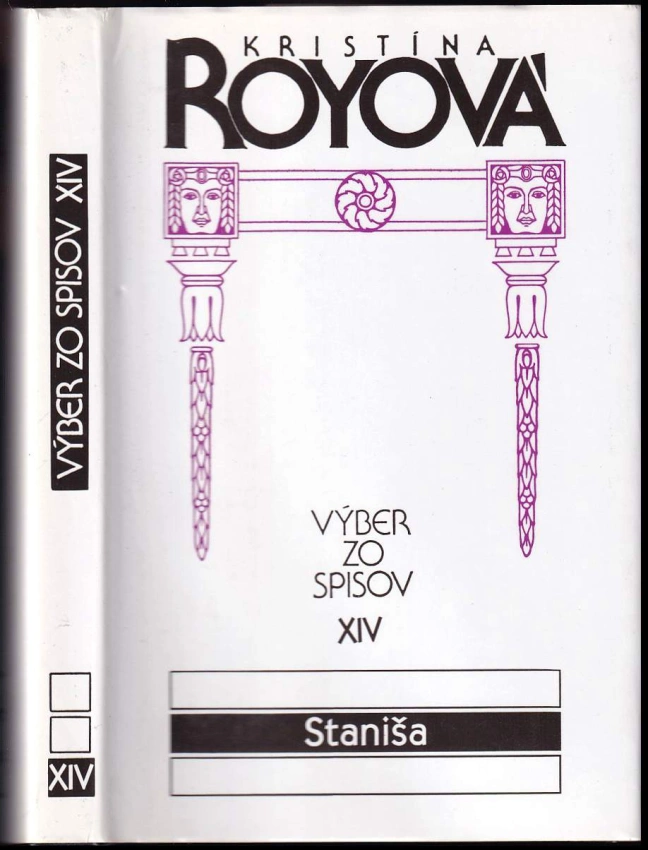 VÝBER ZO SPISOV XIV
XIV
KRISTÍNA
ROYOVÁ
VÝBER
ZO
SPISOV
XIV
Staniša